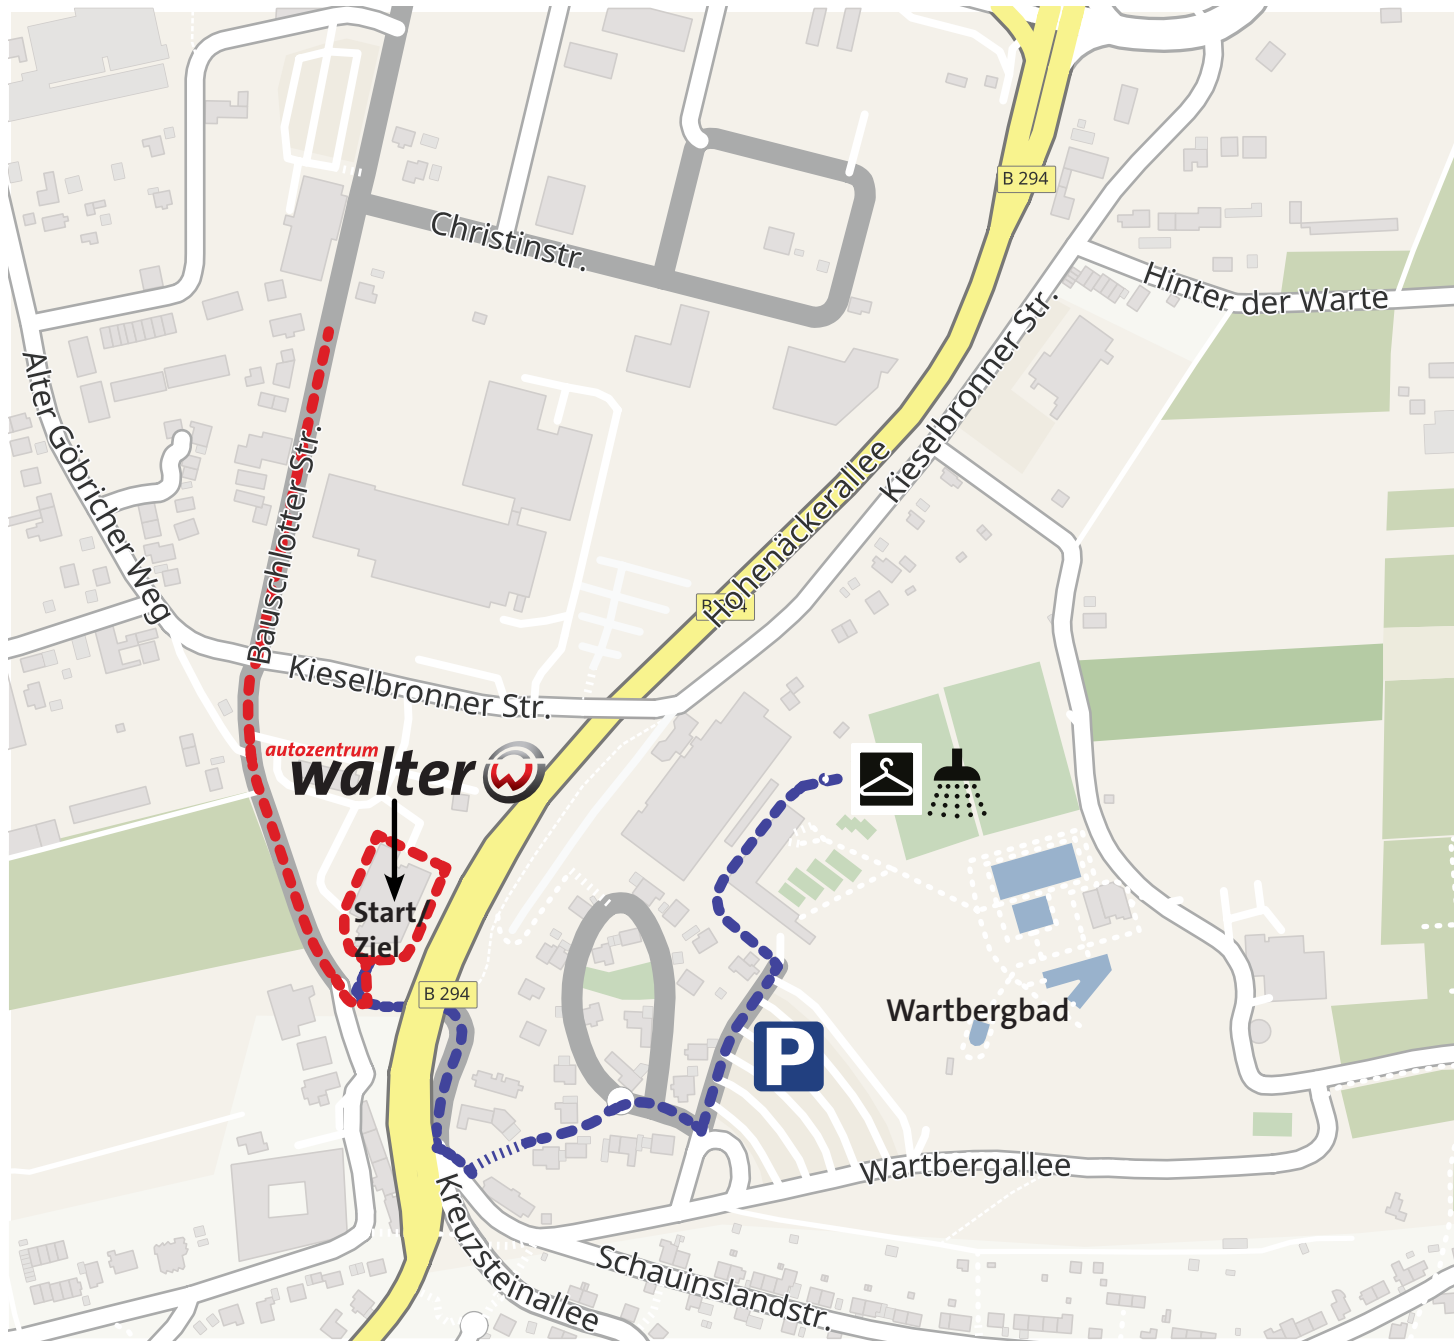 B 294
Christinstr.
Hinter der Warte
Kieselbronner Str.
Alter Göbricher Weg
Bauschlotter Str.
Hohenäckerallee
B 294
Kieselbronner Str.
autozentrum
walter
Start/
Ziel
B 294
Wartbergbad
P
Wartbergallee
Kreuzsteinallee
Schauinslandstr.